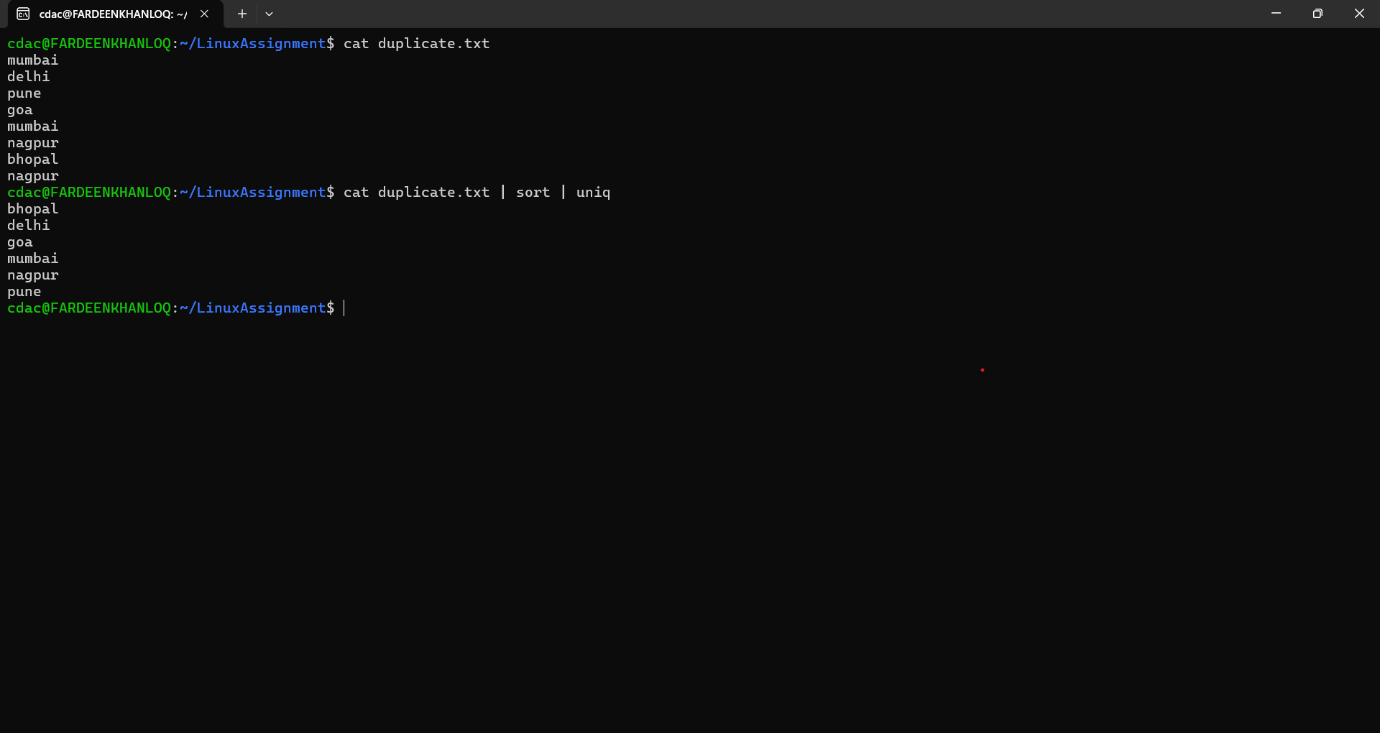 cdac@FARDEENKHANLOQ: ~/
cdac@FARDEENKHANLOQ:~/LinuxAssignment$ cat duplicate.txt
mumbai
delhi
pune
goa
mumbai
nagpur
bhopal
nagpur
cdac@FARDEENKHANLOQ:~/LinuxAssignment$ cat duplicate.txt | sort | uniq
bhopal
delhi
goa
mumbai
nagpur
pune
cdac@FARDEENKHANLOQ:~/LinuxAssignment$